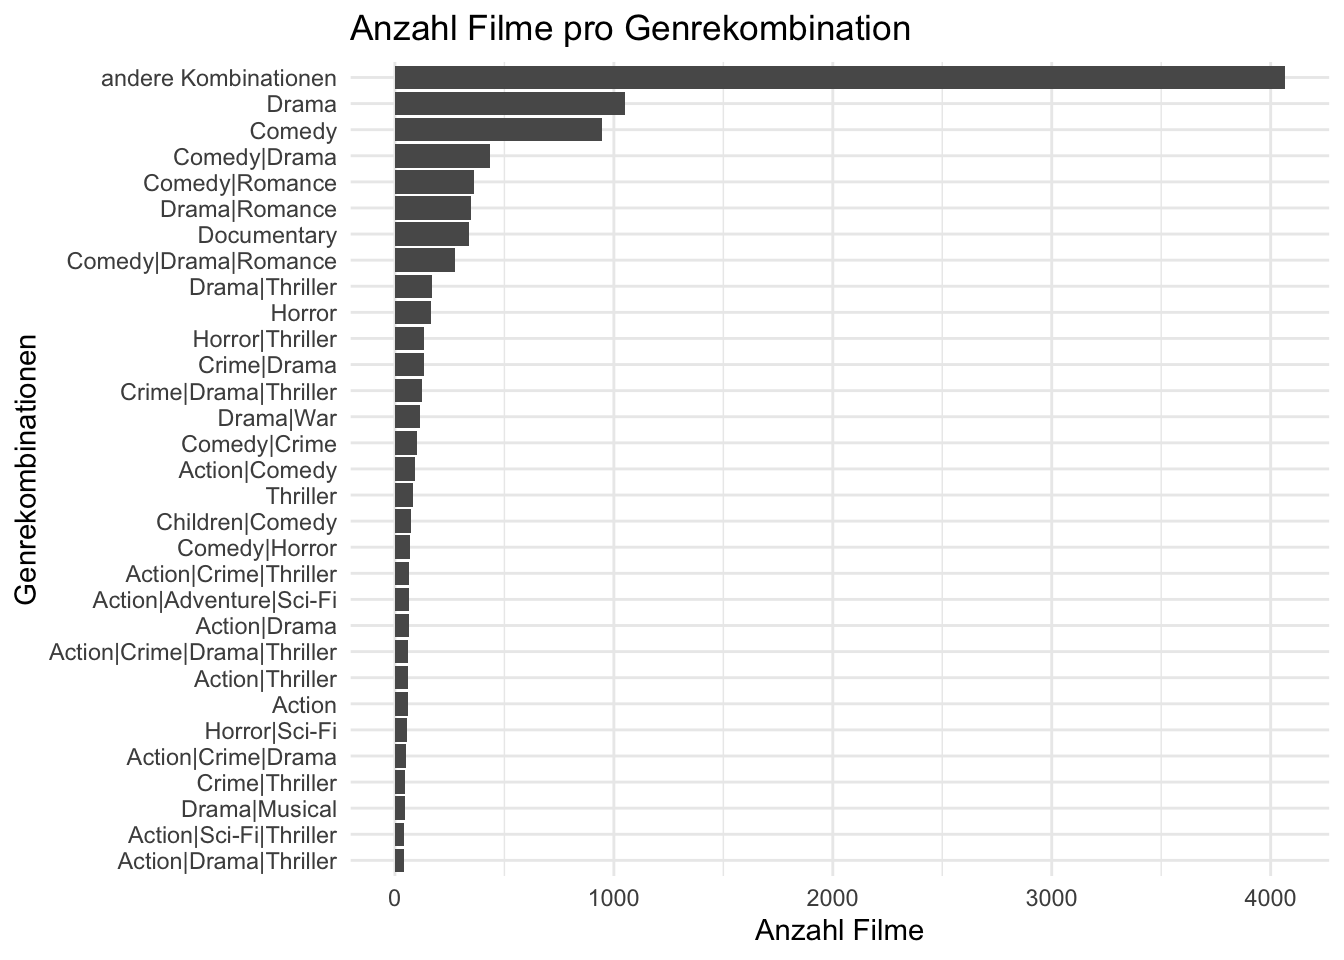 Anzahl Filme pro Genrekombination
andere Kombinationen
Drama
Comedy
Comedy|Drama
Comedy|Romance
Drama|Romance
Documentary
Comedy|Drama|Romance
Drama|Thriller
Horror
Horror|Thriller
Crime|Drama
Crime|Drama|Thriller
Drama|War
Comedy|Crime
Action|Comedy
Thriller
Children|Comedy
Comedy|Horror
Action|Crime|Thriller
Action|Adventure|Sci-Fi
Action|Drama
Action|Crime|Drama|Thriller
Action|Thriller
Action
Horror|Sci-Fi
Action|Crime|Drama
Crime|Thriller
Drama|Musical
Action|Sci-Fi|Thriller
Action|Drama|Thriller
Genrekombinationen
0 1000 2000 3000 4000
Anzahl Filme